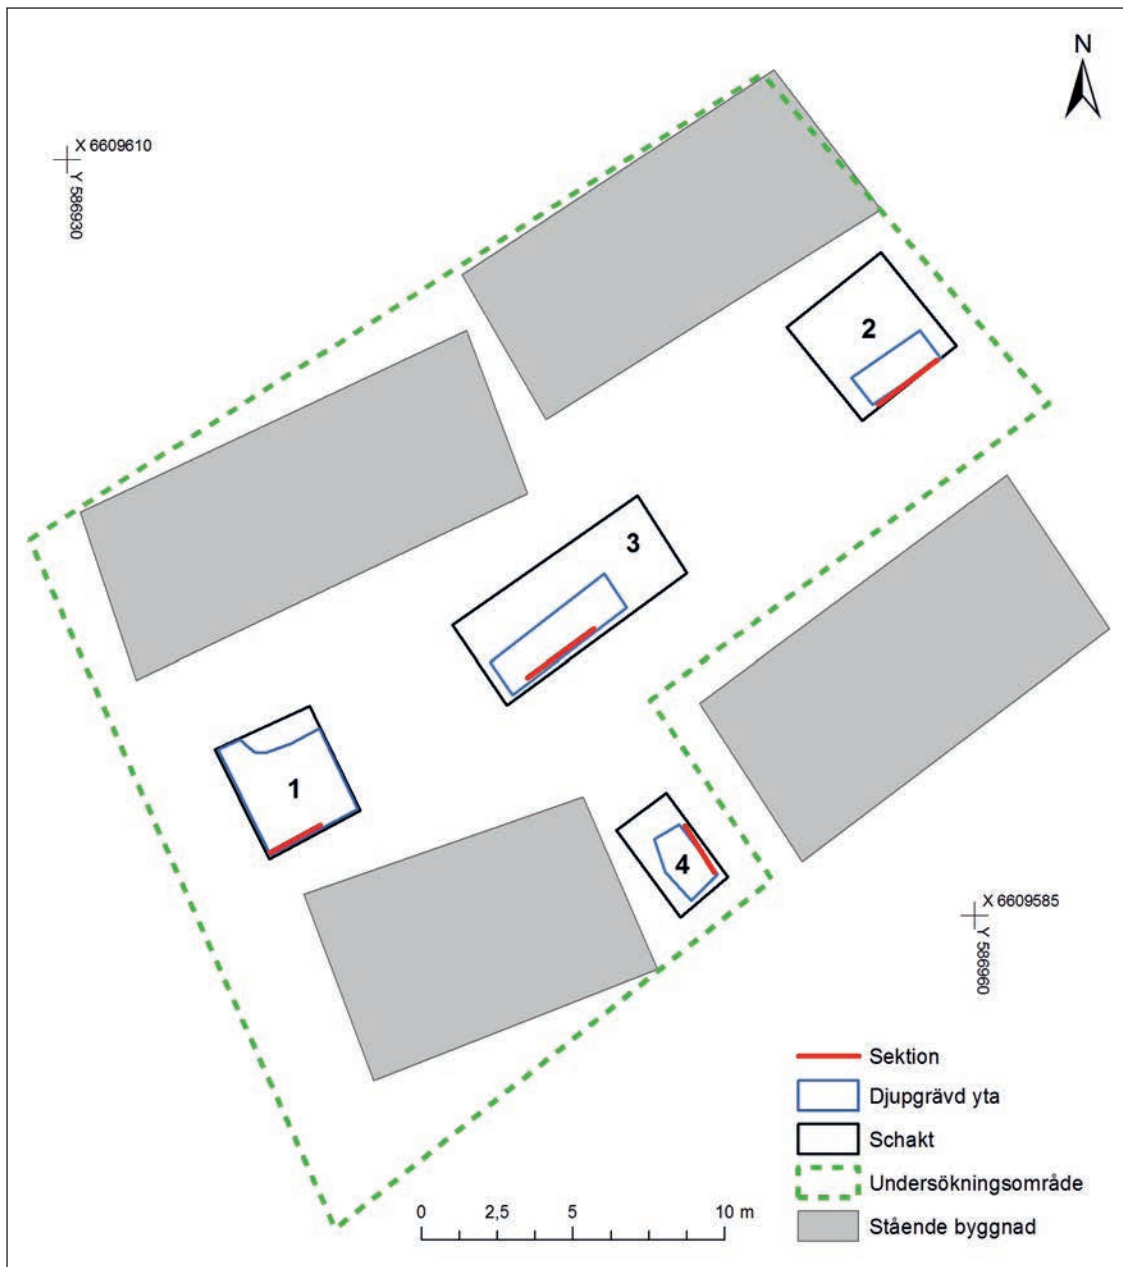 N
X 6609610
Y 586930
2
3
1
4
X 6609585
Y 586960
Sektion
Djupgrävd yta
Schakt
Undersökningsområde
Stående byggnad
0 2,5 5 10 m